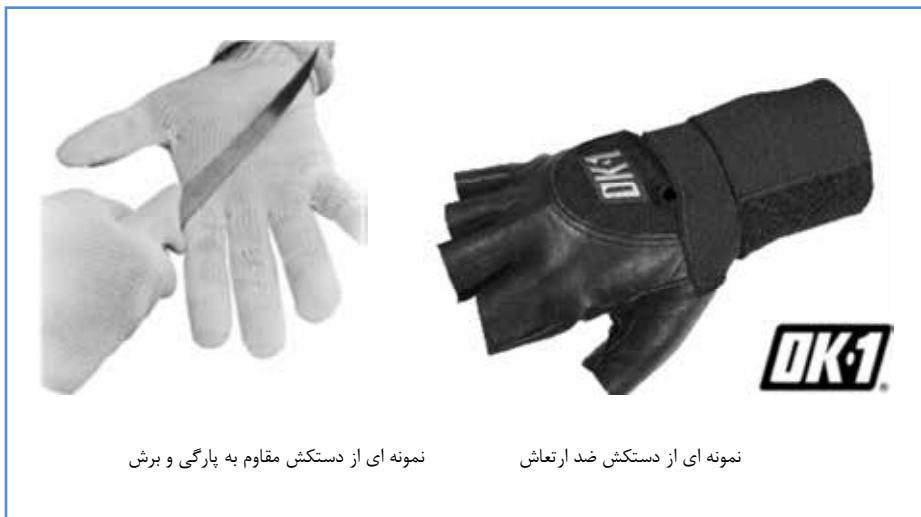 OK·1
OK·1®
نمونه ای از دستکش ضد ارتعاش
نمونه ای از دستکش مقاوم به پارگی و برش